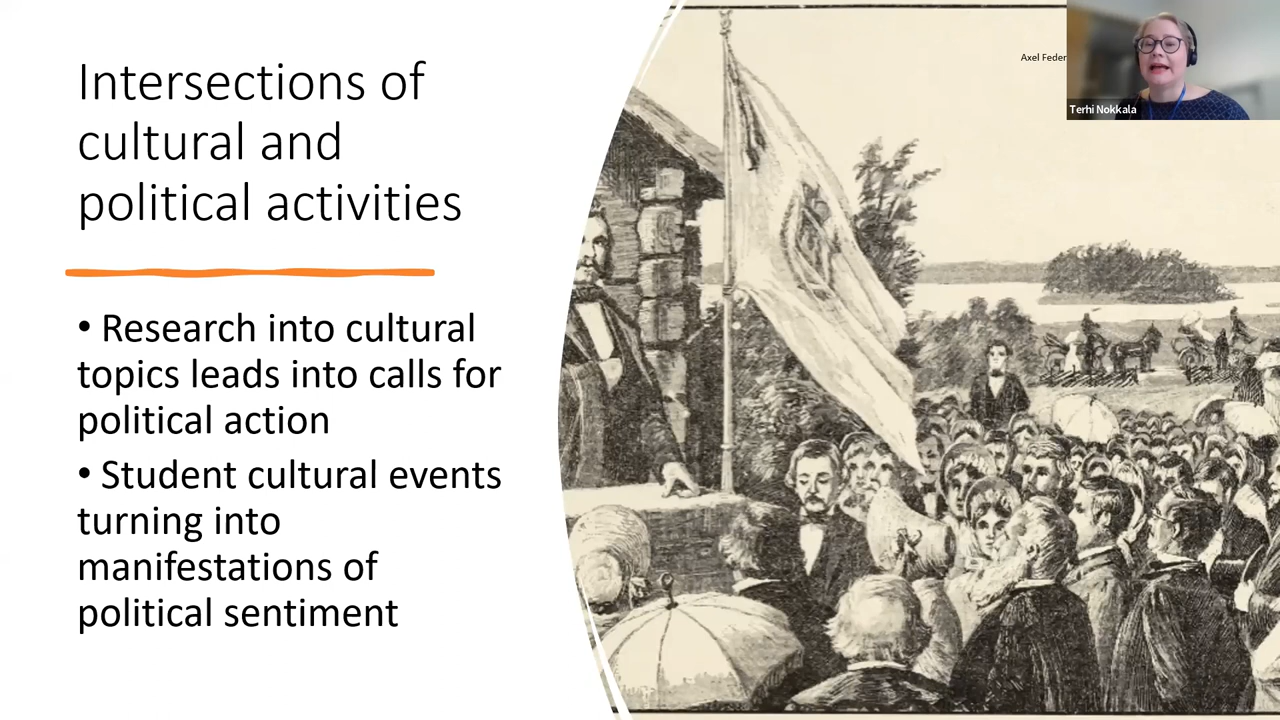 Intersections of
cultural and
political activities
• Research into cultural
topics leads into calls for
political action
• Student cultural events
turning into
manifestations of
political sentiment
Axel Feder
Terhi Nokkala